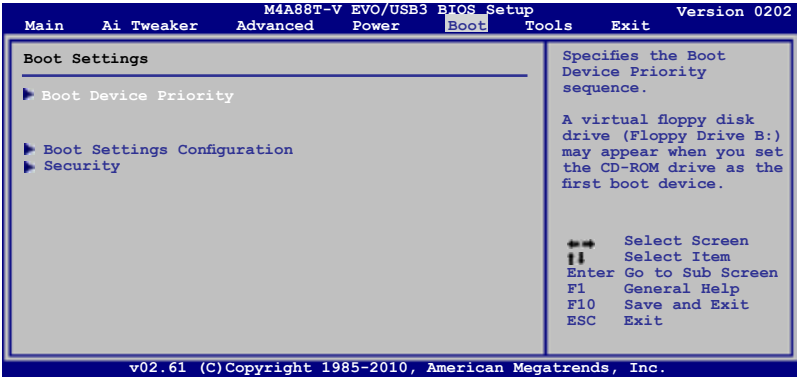 M4A88T-V EVO/USB3 BIOS Setup Version 0202
Main Ai Tweaker Advanced Power Boot Tools Exit
Boot Settings
Boot Device Priority
Boot Settings Configuration
Security
Specifies the Boot
Device Priority
sequence.
A virtual floppy disk
drive (Floppy Drive B:)
may appear when you set
the CD-ROM drive as the
first boot device.
Select Screen
Select Item
Enter Go to Sub Screen
F1 General Help
F10 Save and Exit
ESC Exit
v02.61 (C)Copyright 1985-2010, American Megatrends, Inc.